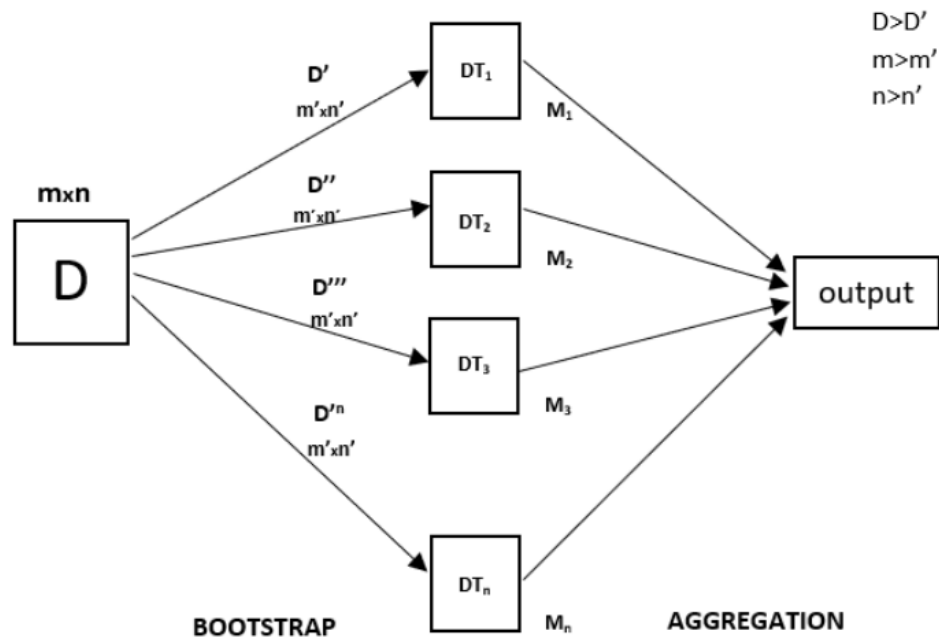 D>D'
m>m'
n>n'
mxn
D
D'
m'xn'
D''
m'xn'
D'''
m'xn'
D'ⁿ
m'xn'
DT₁
M₁
DT₂
M₂
DT₃
M₃
DTₙ
Mₙ
output
BOOTSTRAP
AGGREGATION